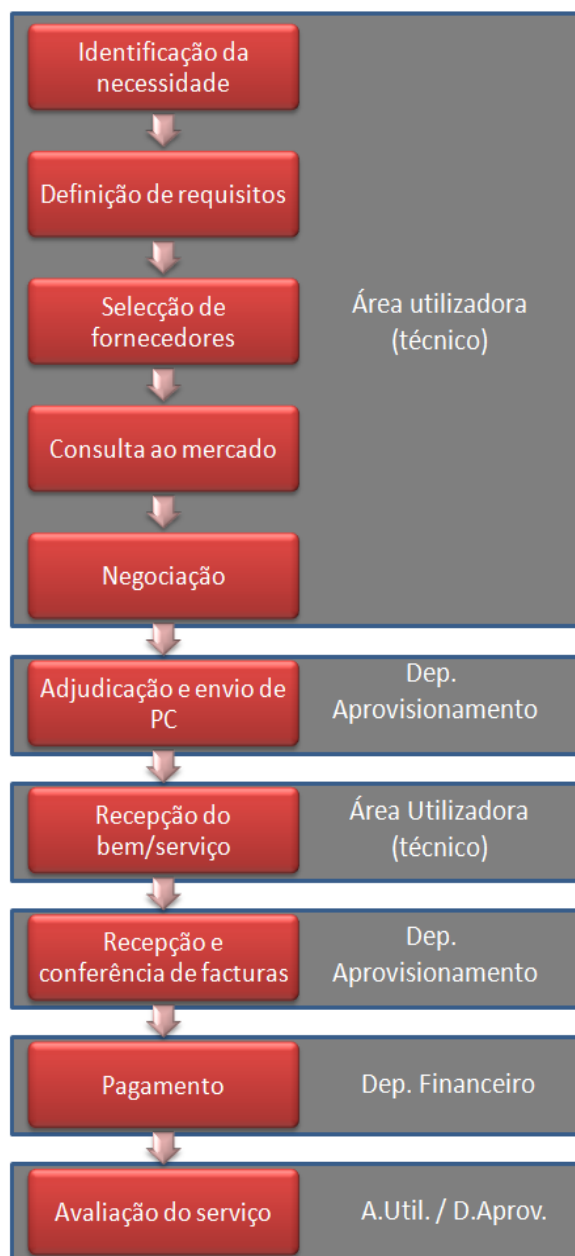 Identificação da
necessidade
Definição de requisitos
Selecção de
fornecedores
Área utilizadora
(técnico)
Consulta ao mercado
Negociação
Adjudicação e envio de
PC
Dep.
Aprovisionamento
Recepção do
bem/serviço
Área Utilizadora
(técnico)
Recepção e
conferência de facturas
Dep.
Aprovisionamento
Pagamento
Dep. Financeiro
Avaliação do serviço
A.Util. / D.Aprov.